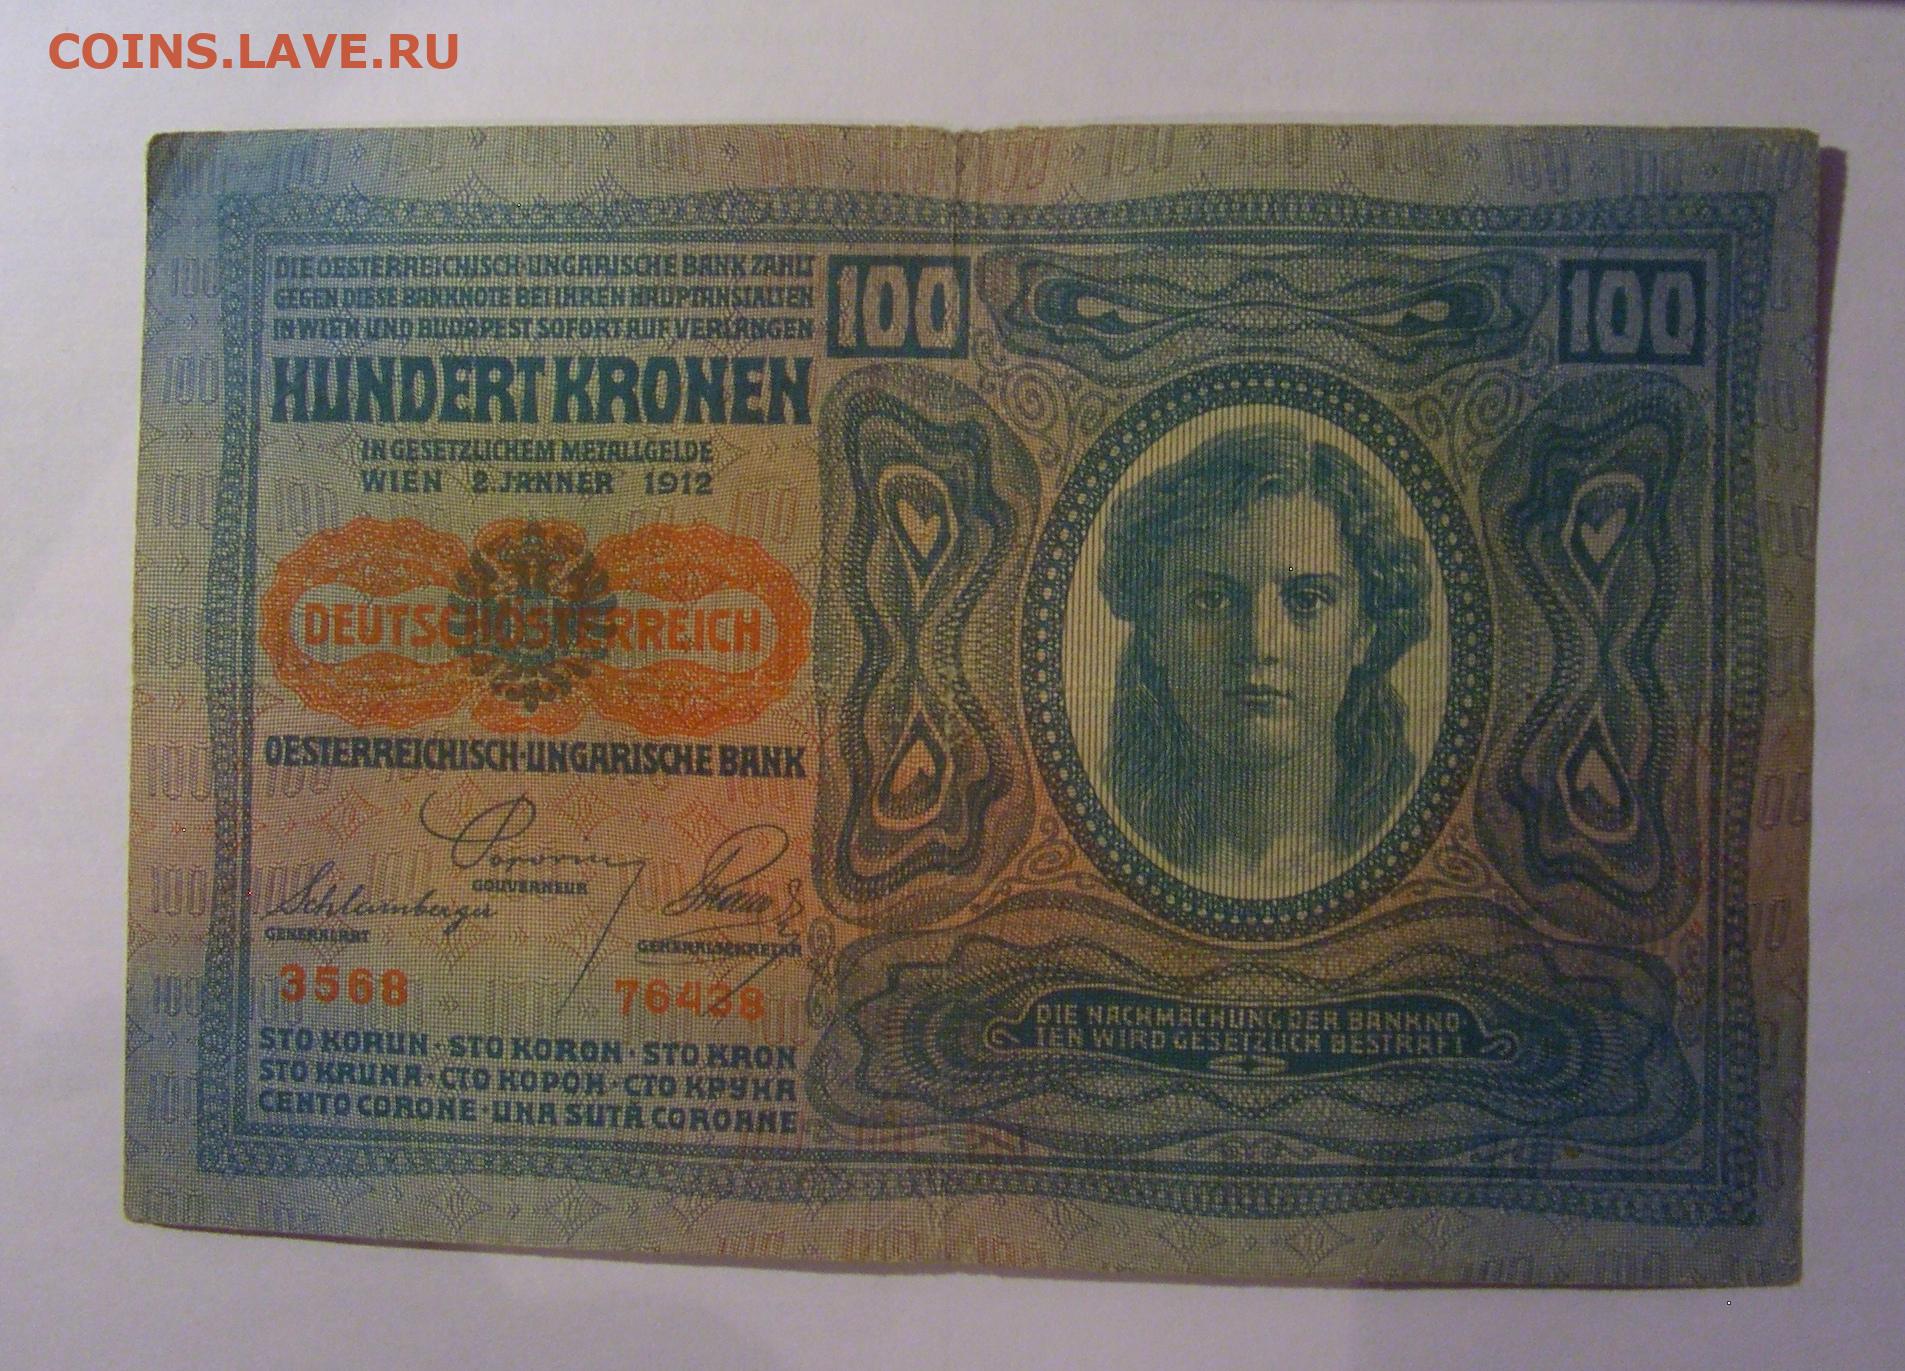 COINS.LAVE.RU
DIE OESTERREICHISCH-UNGARISCHE BANK ZAHLT
GEGEN DIESE BANKNOTE BEI IHREN HAUPTANSTALTEN
IN WIEN UND BUDAPEST SOFORT AUF VERLANGEN
HUNDERT KRONEN
IN GESETZLICHEM METALLGELDE
WIEN 2. JÄNNER 1912
100
100
DEUTSCHÖSTERREICH
OESTERREICHISCH-UNGARISCHE BANK
Popovics
GOUVERNEUR
Schlumberger
GENERALRAT
GENERALSEKRETÄR
3568
76438
STO KORUN · STO KORON · STO KRON
STO KRUNA · СТО КОРОН · СТО КРУНА
CENTO CORONE · UNA SUTĂ COROANE
DIE NACHMACHUNG DER BANKNO-
TEN WIRD GESETZLICH BESTRAFT